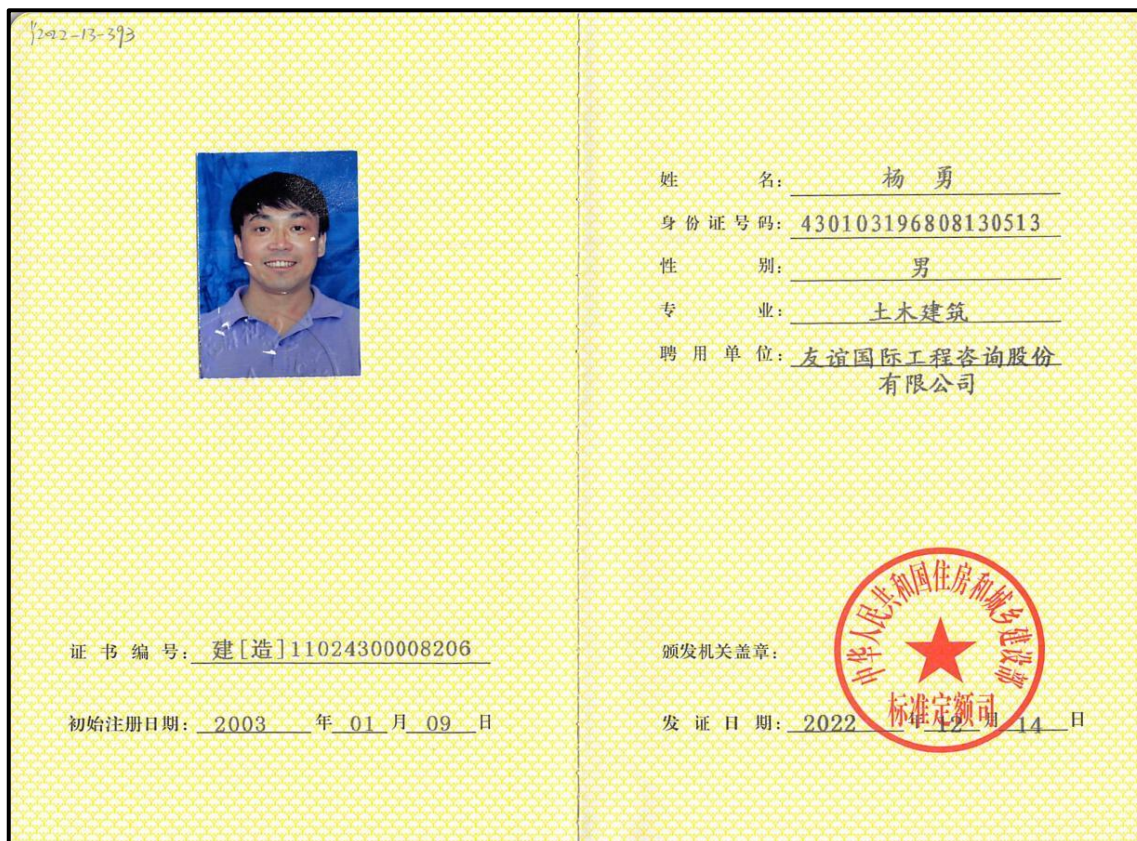 2022-13-393
姓名：杨 勇
身份证号码：430103196808130513
性别：男
专业：土木建筑
聘用单位：友谊国际工程咨询股份
有限公司
证书编号：建[造]11024300008206
初始注册日期：2003 年 01 月 09 日
颁发机关盖章：
中华人民共和国住房和城乡建设部
标准定额司
发证日期：2022 年 12 月 14 日